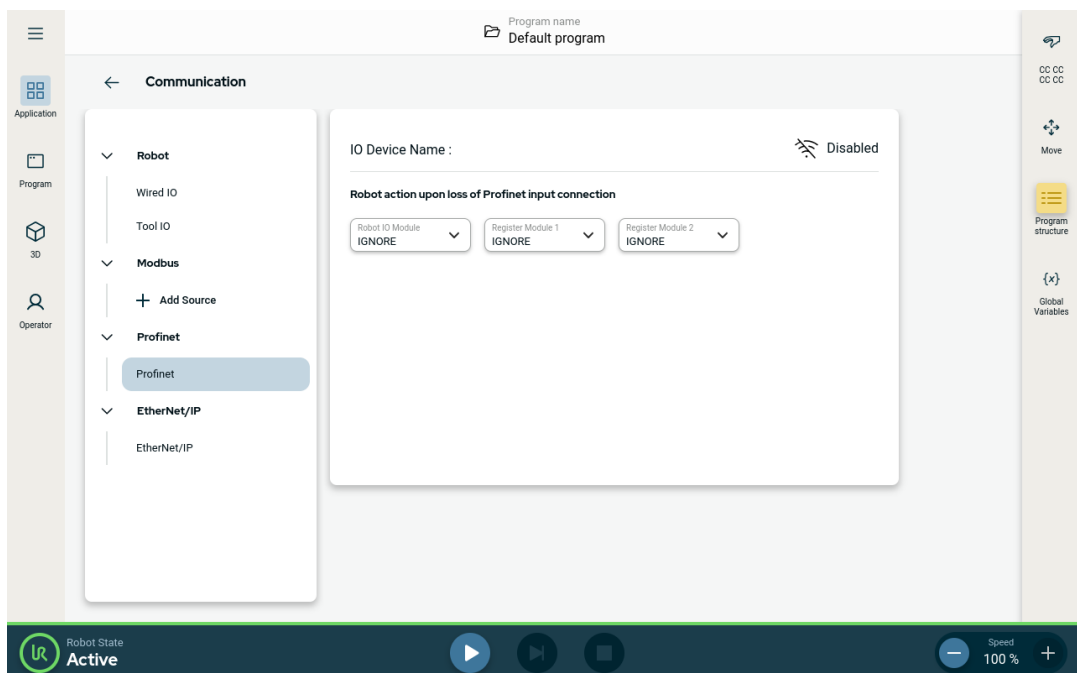 Program name
Default program
Application
Program
3D
Operator
Communication
Robot
Wired IO
Tool IO
Modbus
Add Source
Profinet
Profinet
EtherNet/IP
EtherNet/IP
IO Device Name :
Disabled
Robot action upon loss of Profinet input connection
Robot IO Module
IGNORE
Register Module 1
IGNORE
Register Module 2
IGNORE
CC CC
CC CC
Move
Program
structure
{x}
Global
Variables
UR
Robot State
Active
Speed
100 %